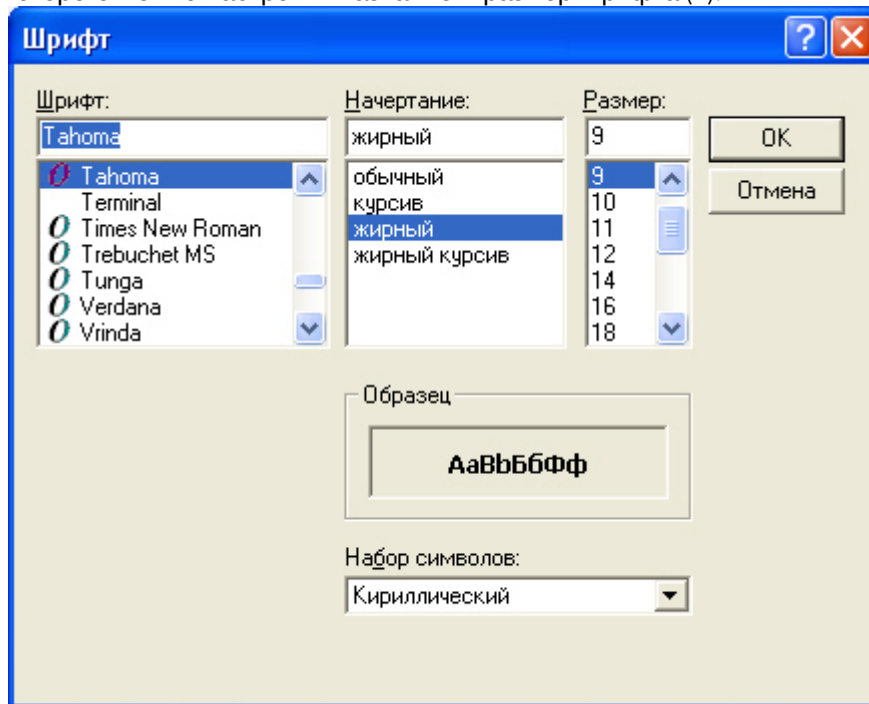 Шрифт
Шрифт:
Tahoma
Tahoma
Terminal
Times New Roman
Trebuchet MS
Tunga
Verdana
Vrinda
Начертание:
жирный
обычный
курсив
жирный
жирный курсив
Размер:
9
9
10
11
12
14
16
18
OK
Отмена
Образец
AaBbБбФф
Набор символов:
Кириллический